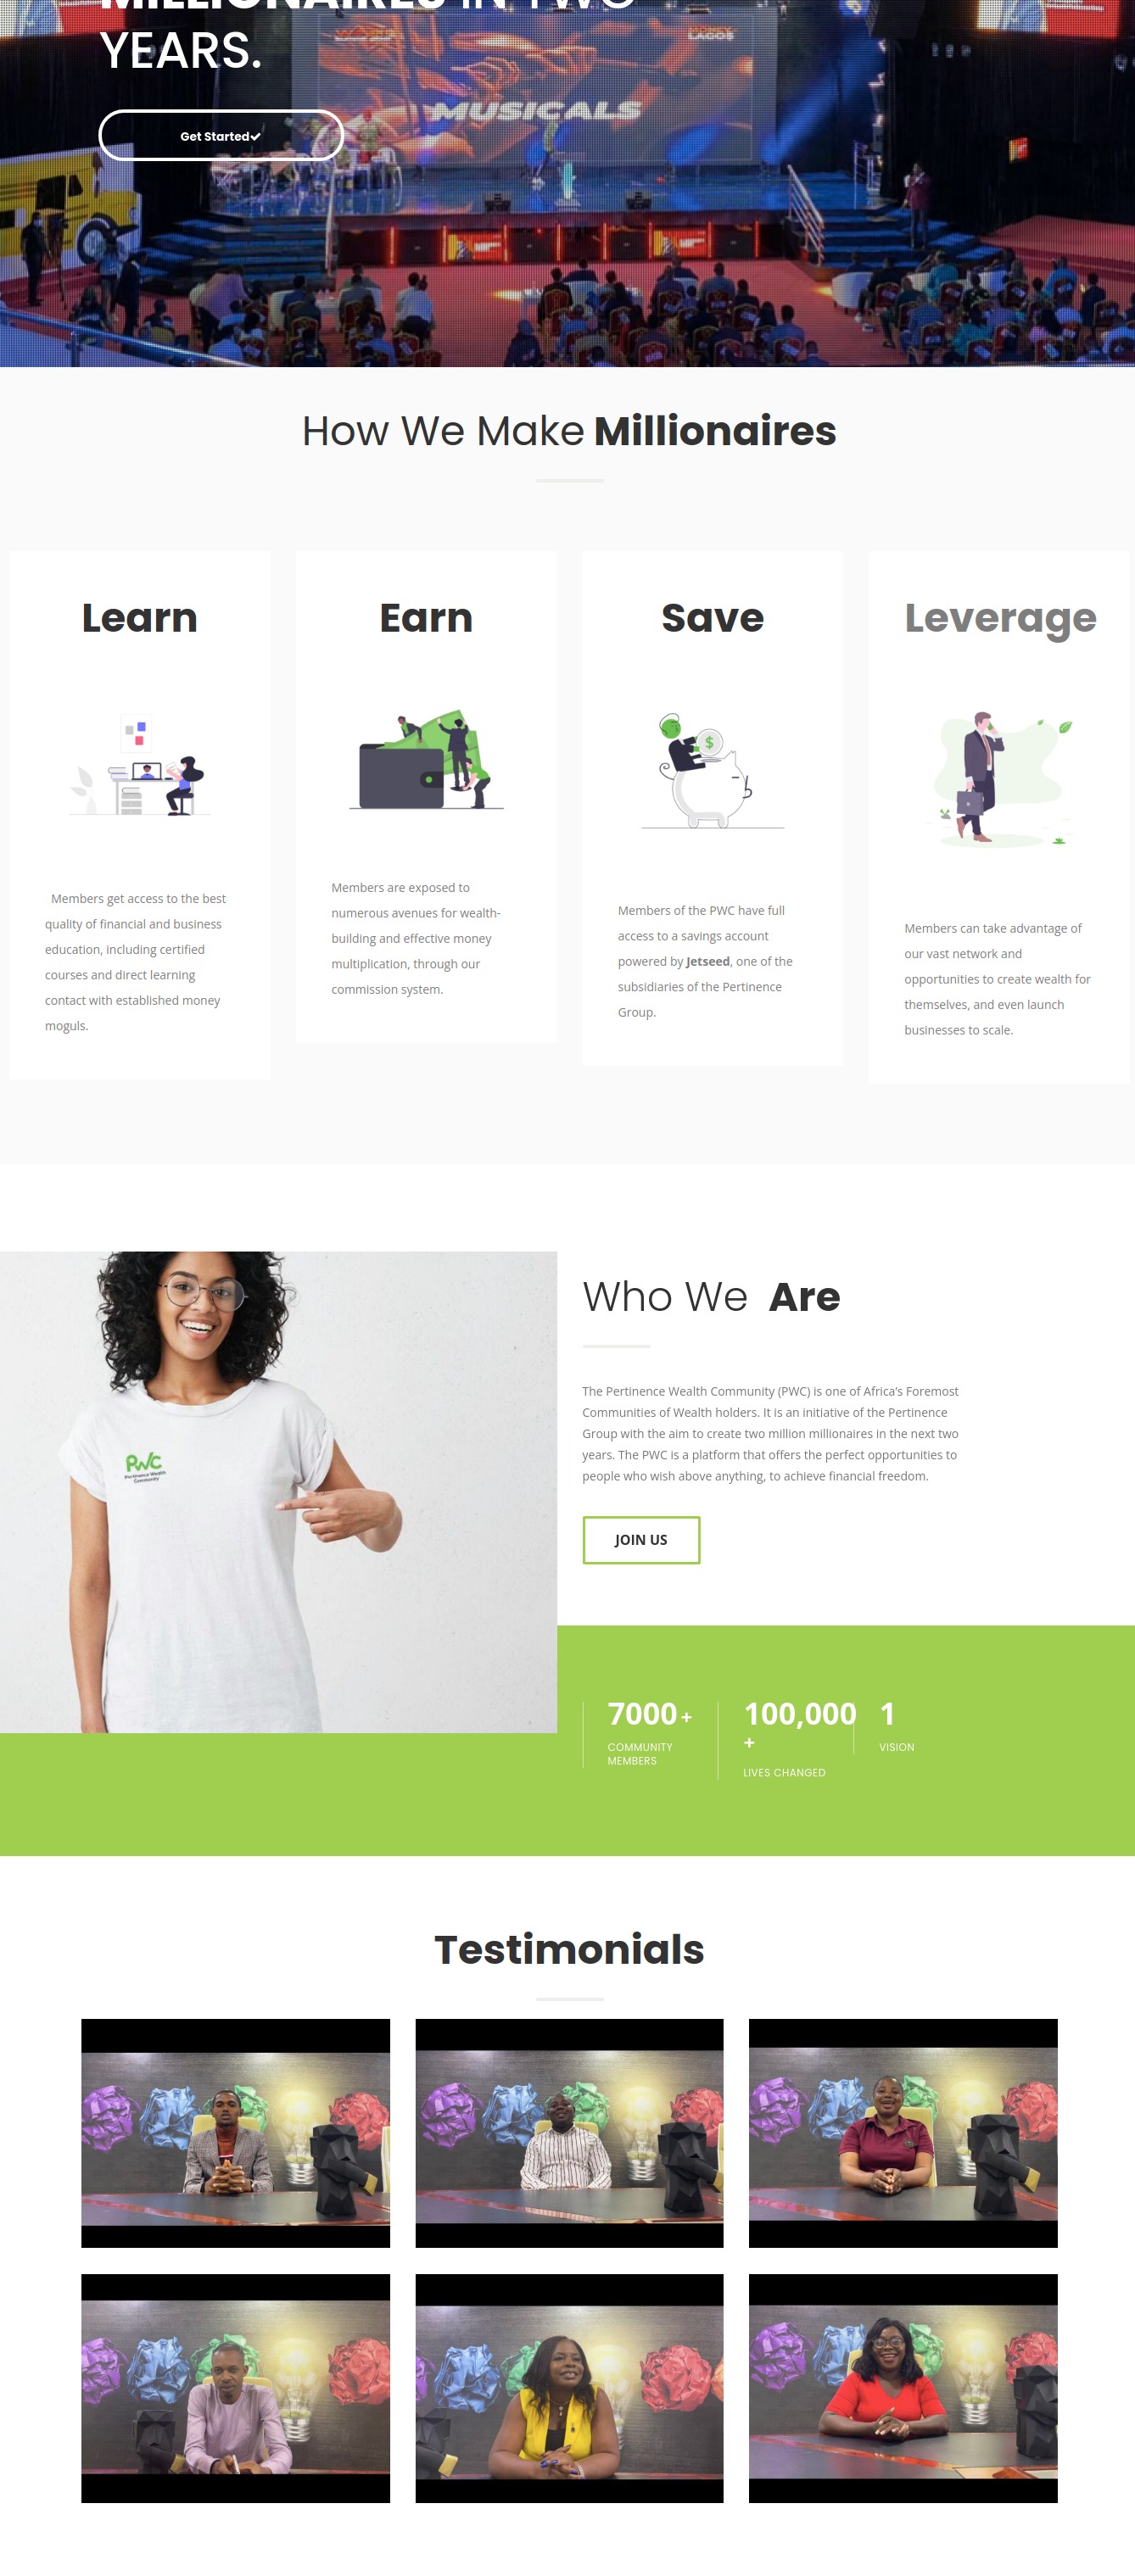 MILLIONAIRES IN TWO
YEARS.
MUSICALS
Get Started
How We Make Millionaires
Learn
Earn
Save
Leverage
Members get access to the best
quality of financial and business
education, including certified
courses and direct learning
contact with established money
moguls.
Members are exposed to
numerous avenues for wealth-
building and effective money
multiplication, through our
commission system.
Members of the PWC have full
access to a savings account
powered by Jetseed, one of the
subsidiaries of the Pertinence
Group.
Members can take advantage of
our vast network and
opportunities to create wealth for
themselves, and even launch
businesses to scale.
PWC
Pertinence Wealth
Community
Who We Are
The Pertinence Wealth Community (PWC) is one of Africa's Foremost
Communities of Wealth holders. It is an initiative of the Pertinence
Group with the aim to create two million millionaires in the next two
years. The PWC is a platform that offers the perfect opportunities to
people who wish above anything, to achieve financial freedom.
JOIN US
7000 +
COMMUNITY
MEMBERS
100,000
+
LIVES CHANGED
1
VISION
Testimonials